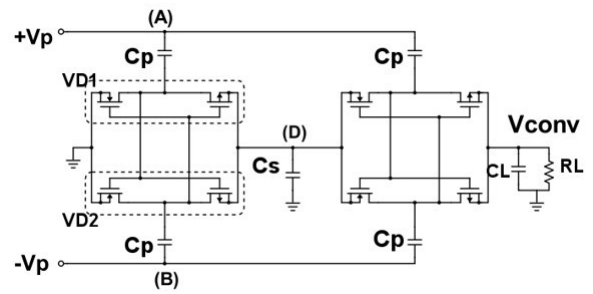 (A)
+Vp
Cp
Cp
VD1
(D)
Vconv
Cs
CL
RL
VD2
Cp
Cp
-Vp
(B)